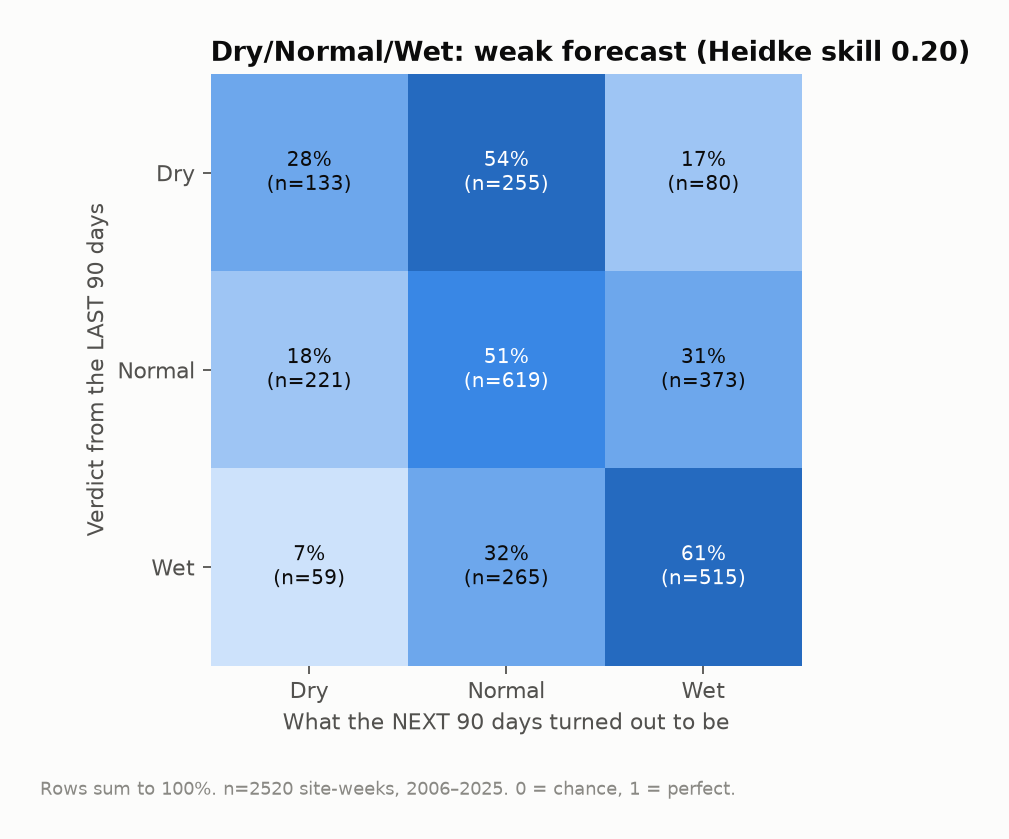 Dry/Normal/Wet: weak forecast (Heidke skill 0.20)
Verdict from the LAST 90 days
Dry
28%
(n=133)
54%
(n=255)
17%
(n=80)
Normal
18%
(n=221)
51%
(n=619)
31%
(n=373)
Wet
7%
(n=59)
32%
(n=265)
61%
(n=515)
Dry
Normal
Wet
What the NEXT 90 days turned out to be
Rows sum to 100%. n=2520 site-weeks, 2006–2025. 0 = chance, 1 = perfect.